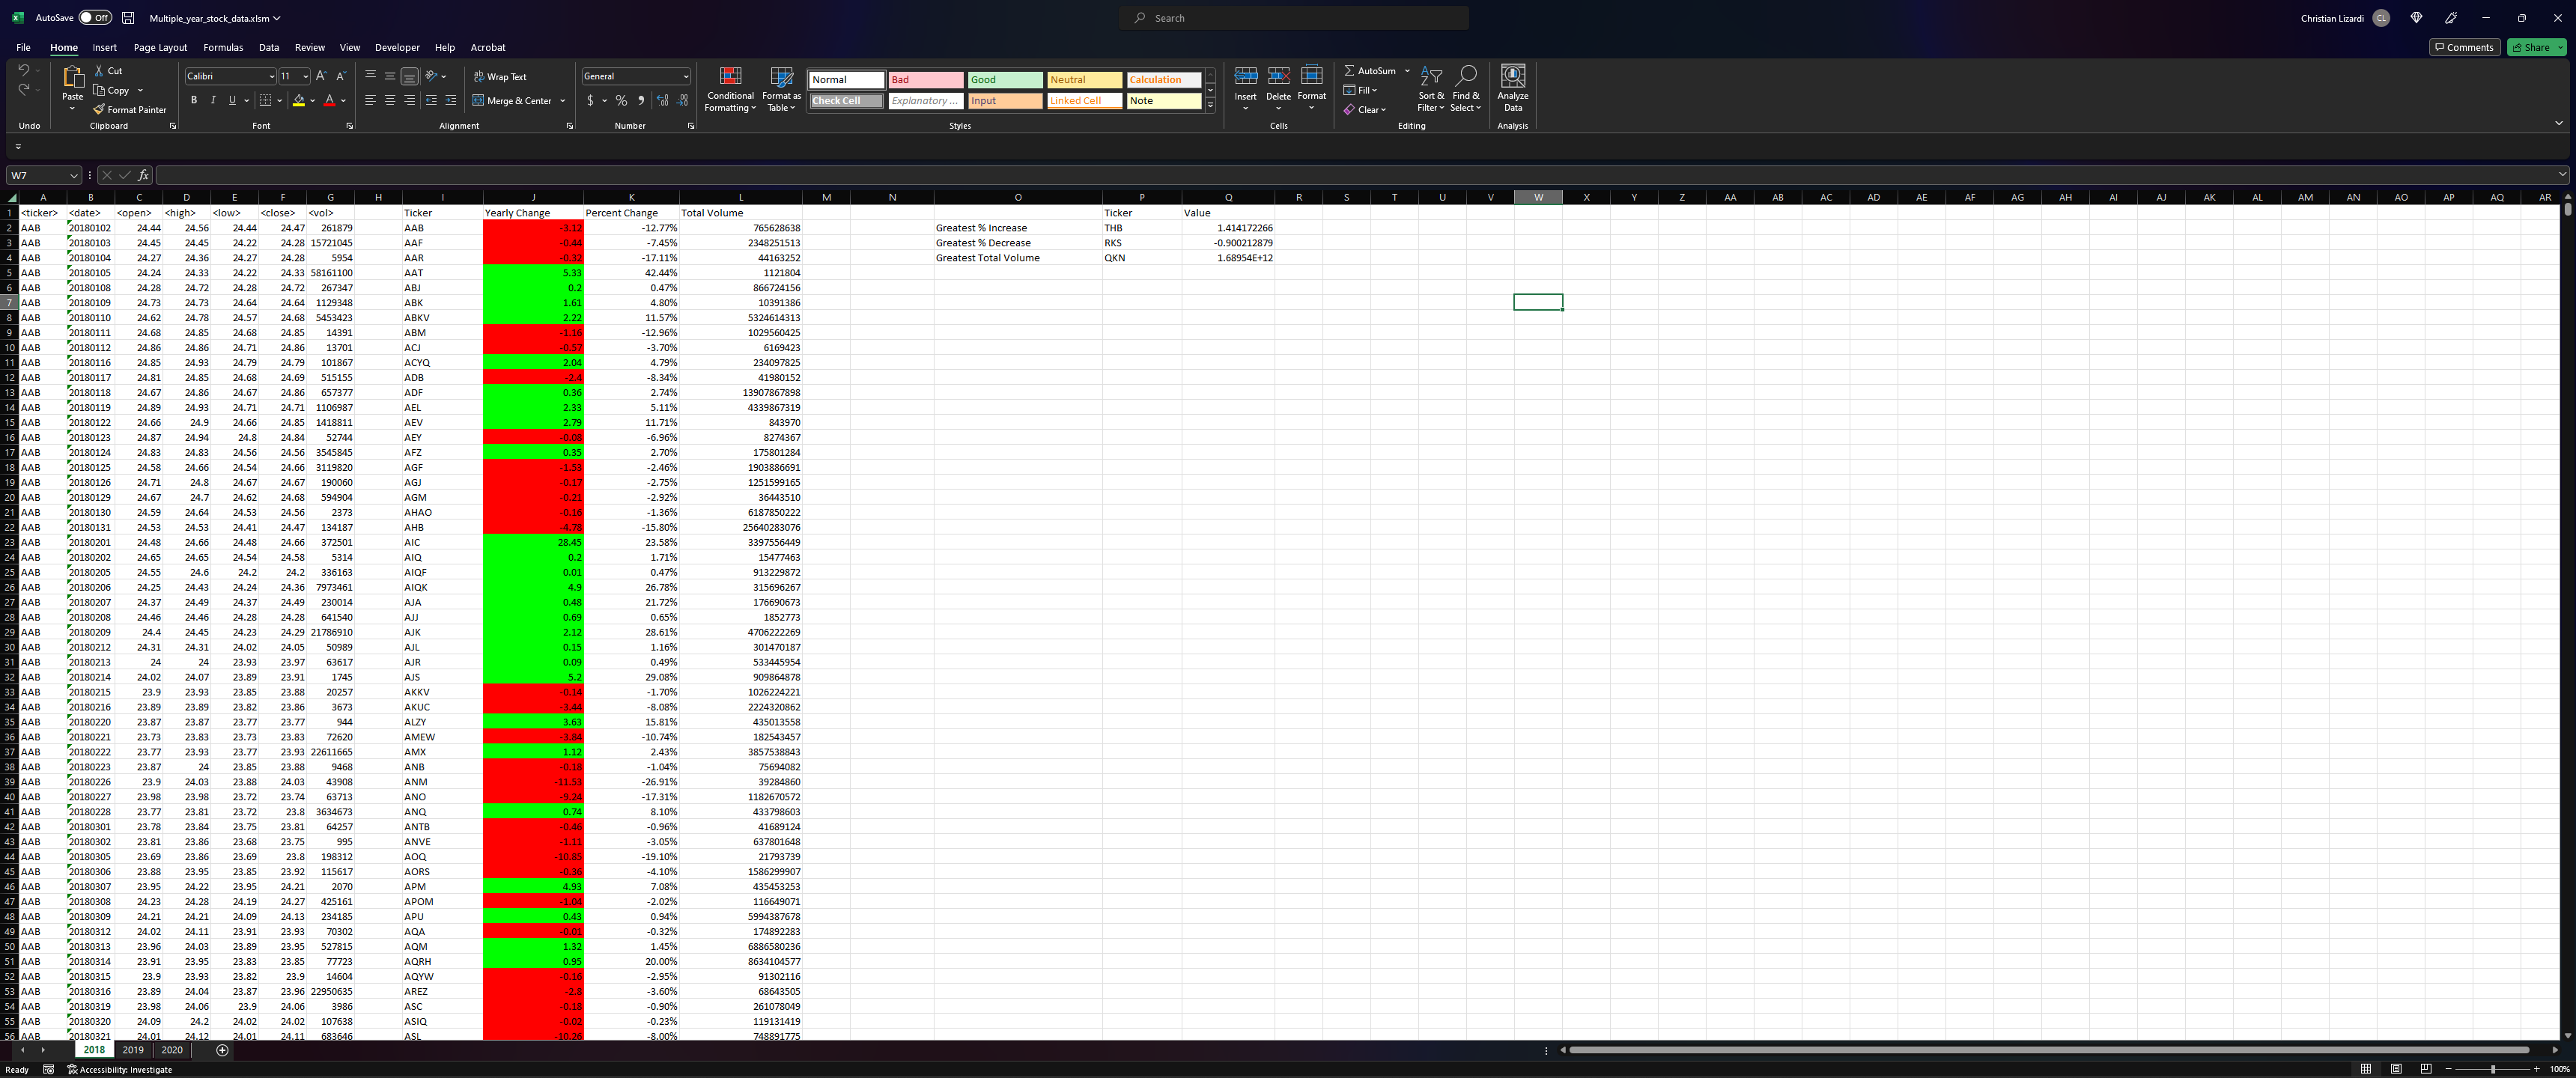 AutoSave Off Multiple_year_stock_data.xlsm Search Christian Lizardi CL
File Home Insert Page Layout Formulas Data Review View Developer Help Acrobat Comments Share
Cut Calibri 11 Wrap Text General Normal Bad Good Neutral Calculation AutoSum
Paste Copy Conditional Formatting Format as Table Insert Delete Format Fill Sort & Filter Find & Select Analyze Data
Format Painter Merge & Center Check Cell Explanatory ... Input Linked Cell Note Clear
Undo Clipboard Font Alignment Number Styles Cells Editing Analysis
W7 fx
A B C D E F G H I J K L M N O P Q R S T U V W X Y Z AA AB AC AD AE AF AG AH AI AJ AK AL AM AN AO AP AQ AR
1 <ticker> <date> <open> <high> <low> <close> <vol> Ticker Yearly Change Percent Change Total Volume Ticker Value
2 AAB 20180102 24.44 24.56 24.44 24.47 261879 AAB -3.12 -12.77% 765628638 Greatest % Increase THB 1.414172266
3 AAB 20180103 24.45 24.45 24.22 24.28 15721045 AAF -0.44 -7.45% 2348251513 Greatest % Decrease RKS -0.900212879
4 AAB 20180104 24.27 24.36 24.27 24.28 5954 AAR -0.32 -17.11% 44163252 Greatest Total Volume QKN 1.68954E+12
5 AAB 20180105 24.24 24.33 24.22 24.33 58161100 AAT 5.33 42.44% 1121804
6 AAB 20180108 24.28 24.72 24.28 24.72 267347 ABJ 0.2 0.47% 866724156
7 AAB 20180109 24.73 24.73 24.64 24.64 1129348 ABK 1.61 4.80% 10391386
8 AAB 20180110 24.62 24.78 24.57 24.68 5453423 ABKV 2.22 11.57% 5324614313
9 AAB 20180111 24.68 24.85 24.68 24.85 14391 ABM -1.16 -12.96% 1029560425
10 AAB 20180112 24.86 24.86 24.71 24.86 13701 ACJ -0.57 -3.70% 6169423
11 AAB 20180116 24.85 24.93 24.79 24.79 101867 ACYQ 2.04 4.79% 234097825
12 AAB 20180117 24.81 24.85 24.68 24.69 515155 ADB -2.4 -8.34% 41980152
13 AAB 20180118 24.67 24.86 24.67 24.86 657377 ADF 0.36 2.74% 13907867898
14 AAB 20180119 24.89 24.93 24.71 24.71 1106987 AEL 2.33 5.11% 4339867319
15 AAB 20180122 24.66 24.9 24.66 24.85 1418811 AEV 2.79 11.71% 843970
16 AAB 20180123 24.87 24.94 24.8 24.84 52744 AEY -0.08 -6.96% 8274367
17 AAB 20180124 24.83 24.83 24.56 24.56 3545845 AFZ 0.35 2.70% 175801284
18 AAB 20180125 24.58 24.66 24.54 24.66 3119820 AGF -1.53 -2.46% 1903886691
19 AAB 20180126 24.71 24.8 24.67 24.67 190060 AGJ -0.17 -2.75% 1251599165
20 AAB 20180129 24.67 24.7 24.62 24.68 594904 AGM -0.21 -2.92% 36443510
21 AAB 20180130 24.59 24.64 24.53 24.56 2373 AHAO -0.16 -1.36% 6187850222
22 AAB 20180131 24.53 24.53 24.41 24.47 134187 AHB -4.78 -15.80% 25640283076
23 AAB 20180201 24.48 24.66 24.48 24.66 372501 AIC 28.45 23.58% 3397556449
24 AAB 20180202 24.65 24.65 24.54 24.58 5314 AIQ 0.2 1.71% 15477463
25 AAB 20180205 24.55 24.6 24.2 24.2 336163 AIQF 0.01 0.47% 913229872
26 AAB 20180206 24.25 24.43 24.24 24.36 7973461 AIQK 4.9 26.78% 315696267
27 AAB 20180207 24.37 24.49 24.37 24.49 230014 AJA 0.48 21.72% 176690673
28 AAB 20180208 24.46 24.46 24.28 24.28 641540 AJJ 0.69 0.65% 1852773
29 AAB 20180209 24.4 24.45 24.23 24.29 21786910 AJK 2.12 28.61% 4706222269
30 AAB 20180212 24.31 24.31 24.02 24.05 50989 AJL 0.15 1.16% 301470187
31 AAB 20180213 24 24 23.93 23.97 63617 AJR 0.09 0.49% 533445954
32 AAB 20180214 24.02 24.07 23.89 23.91 1745 AJS 5.2 29.08% 909864878
33 AAB 20180215 23.9 23.93 23.85 23.88 20257 AKKV -0.14 -1.70% 1026224221
34 AAB 20180216 23.89 23.89 23.82 23.86 3673 AKUC -3.44 -8.08% 2224320862
35 AAB 20180220 23.87 23.87 23.77 23.77 944 ALZY 3.63 15.81% 435013558
36 AAB 20180221 23.73 23.83 23.73 23.83 72620 AMEW -3.84 -10.74% 182543457
37 AAB 20180222 23.77 23.93 23.77 23.93 22611665 AMX 1.12 2.43% 3857538843
38 AAB 20180223 23.87 24 23.85 23.88 9468 ANB -0.18 -1.04% 75694082
39 AAB 20180226 23.9 24.03 23.88 24.03 43908 ANM -11.53 -26.91% 39284860
40 AAB 20180227 23.98 23.98 23.72 23.74 63713 ANO -9.24 -17.31% 1182670572
41 AAB 20180228 23.77 23.81 23.72 23.8 3634673 ANQ 0.74 8.10% 433798603
42 AAB 20180301 23.78 23.84 23.75 23.81 64257 ANTB -0.46 -0.96% 41689124
43 AAB 20180302 23.81 23.86 23.68 23.75 995 ANVE -1.11 -3.05% 637801648
44 AAB 20180305 23.69 23.86 23.69 23.8 198312 AOQ -10.85 -19.10% 21793739
45 AAB 20180306 23.88 23.95 23.85 23.92 115617 AORS -0.36 -4.10% 1586299907
46 AAB 20180307 23.95 24.22 23.95 24.21 2070 APM 4.93 7.08% 435453253
47 AAB 20180308 24.23 24.28 24.19 24.27 425161 APOM -1.04 -2.02% 116649071
48 AAB 20180309 24.21 24.21 24.09 24.13 234185 APU 0.43 0.94% 5994387678
49 AAB 20180312 24.02 24.11 23.91 23.93 70302 AQA -0.01 -0.32% 174892283
50 AAB 20180313 23.96 24.03 23.89 23.95 527815 AQM 1.32 1.45% 6886580236
51 AAB 20180314 23.91 23.95 23.83 23.85 77723 AQRH 0.95 20.00% 8634104577
52 AAB 20180315 23.9 23.93 23.82 23.9 14604 AQYW -0.16 -2.95% 91302116
53 AAB 20180316 23.89 24.04 23.87 23.96 22950635 AREZ -2.8 -3.60% 68643505
54 AAB 20180319 23.98 24.06 23.9 24.06 3986 ASC -0.18 -0.90% 261078049
55 AAB 20180320 24.09 24.2 24.02 24.02 107638 ASIQ -0.02 -0.23% 119131419
56 AAB 20180321 24.01 24.12 24.01 24.11 683646 ASL -10.26 -8.00% 748891775
2018 2019 2020
Ready Accessibility: Investigate 100%